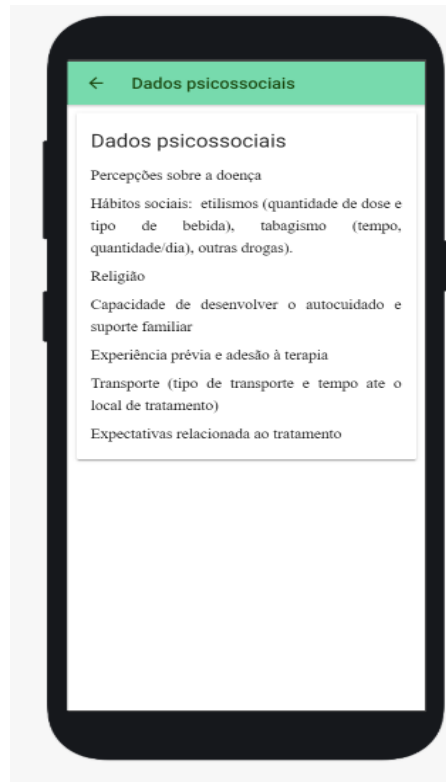 ← Dados psicossociais
Dados psicossociais
Percepções sobre a doença
Hábitos sociais: etilismos (quantidade de dose e
tipo de bebida), tabagismo (tempo,
quantidade/dia), outras drogas).
Religião
Capacidade de desenvolver o autocuidado e
suporte familiar
Experiência prévia e adesão à terapia
Transporte (tipo de transporte e tempo ate o
local de tratamento)
Expectativas relacionada ao tratamento